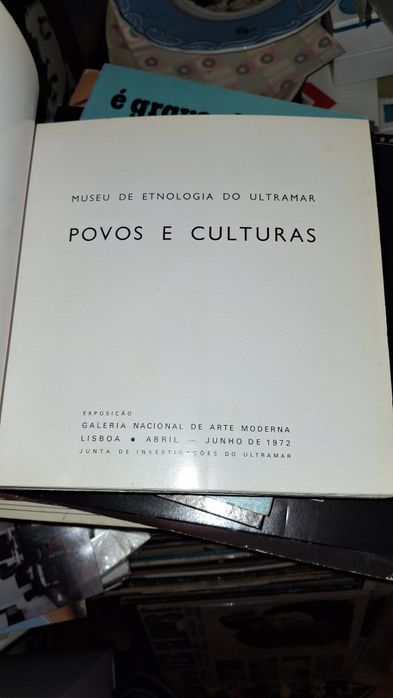 é grav
MUSEU DE ETNOLOGIA DO ULTRAMAR
POVOS E CULTURAS
EXPOSIÇÃO
GALERIA NACIONAL DE ARTE MODERNA
LISBOA • ABRIL — JUNHO DE 1972
JUNTA DE INVESTIGAÇÕES DO ULTRAMAR